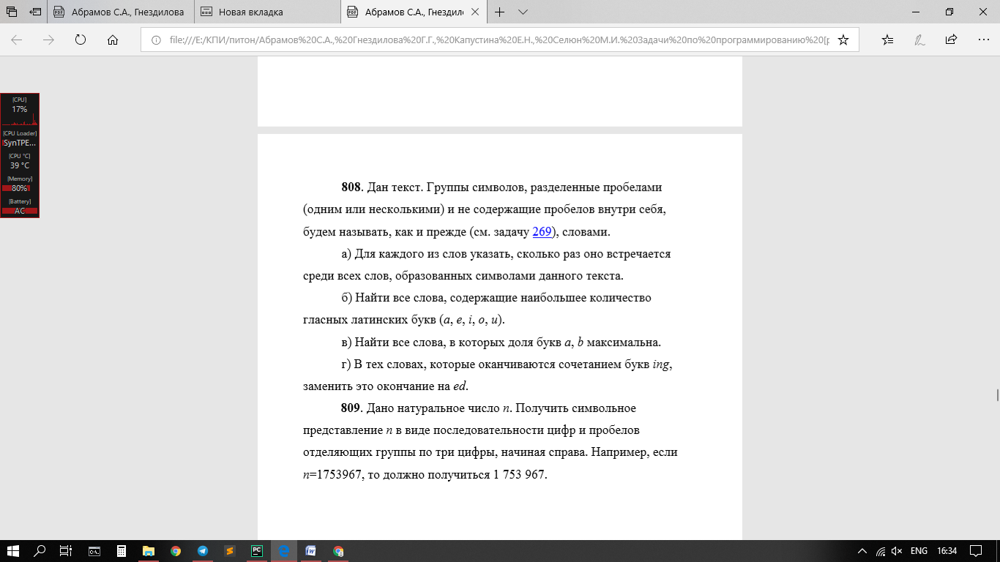 Абрамов С.А., Гнездилова
Новая вкладка
Абрамов С.А., Гнездил
file:///E:/КПИ/питон/Абрамов%20С.А.,%20Гнездилова%20Г.Г.,%20Капустина%20Е.Н.,%20Селюн%20М.И.%20Задачи%20по%20программированию%20[р
[CPU]
17%
[CPU Loader]
SynTPE...
[CPU °C]
39 °C
[Memory]
80%
[Battery]
AC
808. Дан текст. Группы символов, разделенные пробелами
(одним или несколькими) и не содержащие пробелов внутри себя,
будем называть, как и прежде (см. задачу 269), словами.
а) Для каждого из слов указать, сколько раз оно встречается
среди всех слов, образованных символами данного текста.
б) Найти все слова, содержащие наибольшее количество
гласных латинских букв (a, e, i, o, u).
в) Найти все слова, в которых доля букв a, b максимальна.
г) В тех словах, которые оканчиваются сочетанием букв ing,
заменить это окончание на ed.
809. Дано натуральное число n. Получить символьное
представление n в виде последовательности цифр и пробелов
отделяющих группы по три цифры, начиная справа. Например, если
n=1753967, то должно получиться 1 753 967.
ENG 16:34